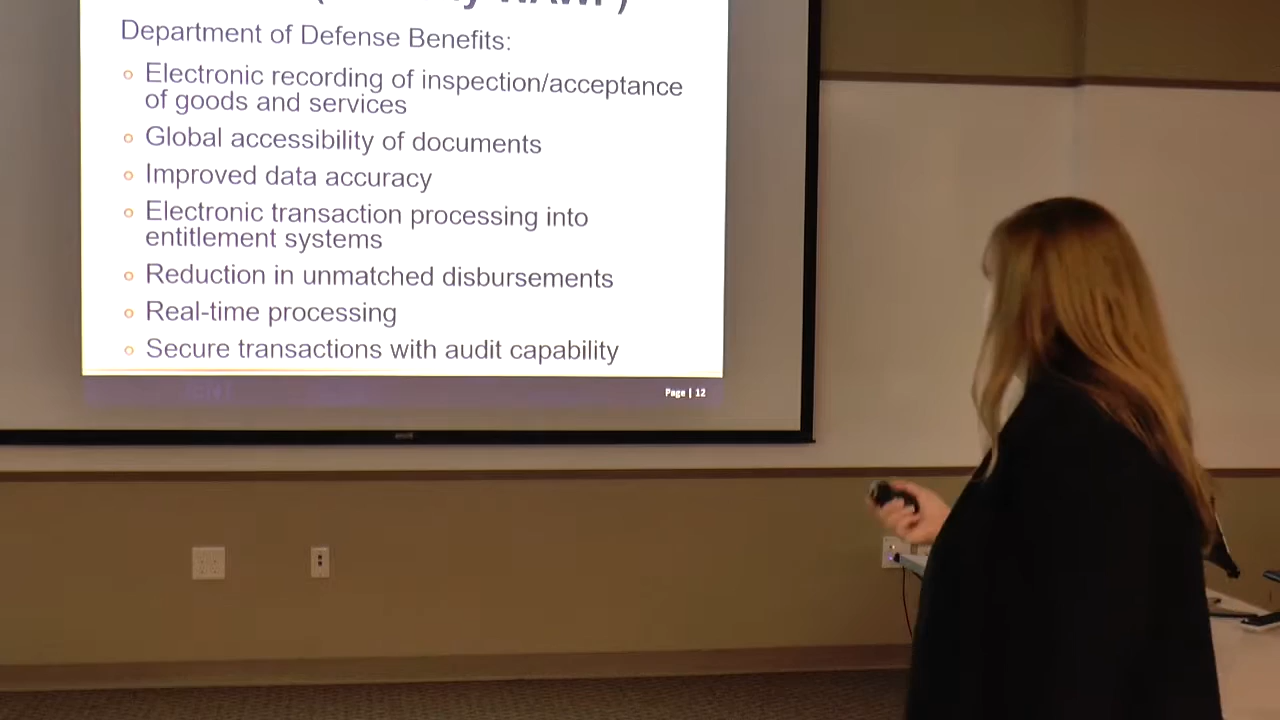 Department of Defense Benefits:
Electronic recording of inspection/acceptance
of goods and services
Global accessibility of documents
Improved data accuracy
Electronic transaction processing into
entitlement systems
Reduction in unmatched disbursements
Real-time processing
Secure transactions with audit capability
Page | 12